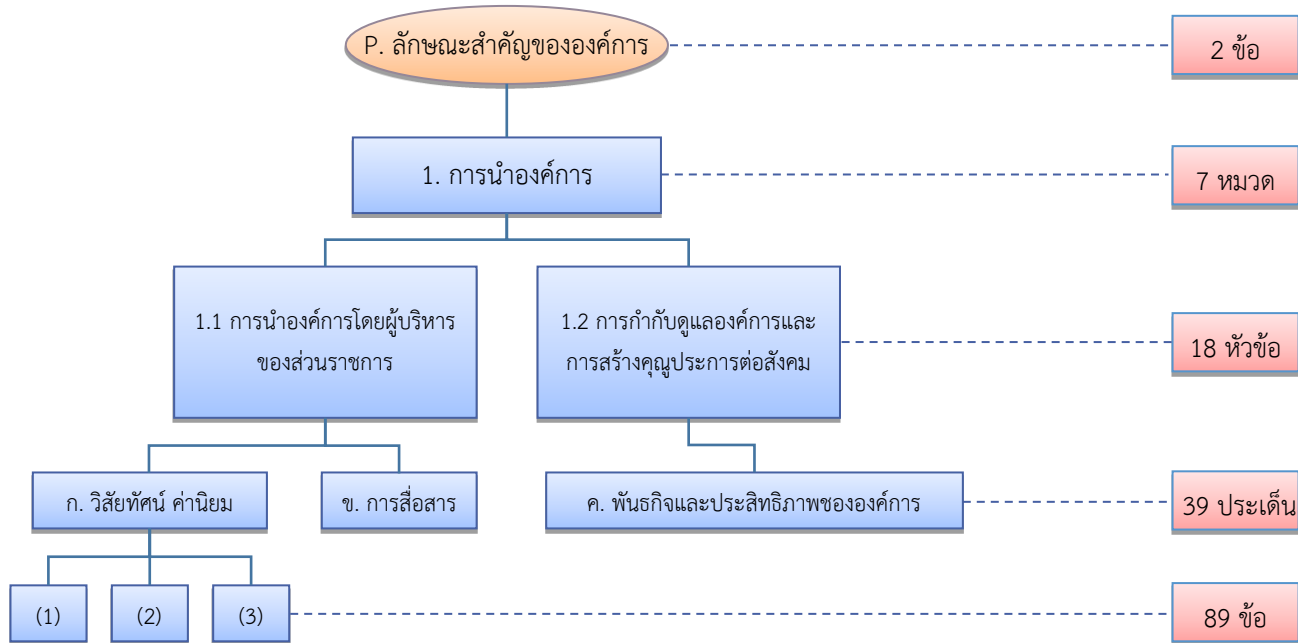 P. ลักษณะสำคัญขององค์การ
2 ข้อ
1. การนำองค์การ
7 หมวด
1.1 การนำองค์การโดยผู้บริหาร
ของส่วนราชการ
1.2 การกำกับดูแลองค์การและ
การสร้างคุณูประการต่อสังคม
18 หัวข้อ
ก. วิสัยทัศน์ ค่านิยม
ข. การสื่อสาร
ค. พันธกิจและประสิทธิภาพชององค์การ
39 ประเด็น
(1)
(2)
(3)
89 ข้อ